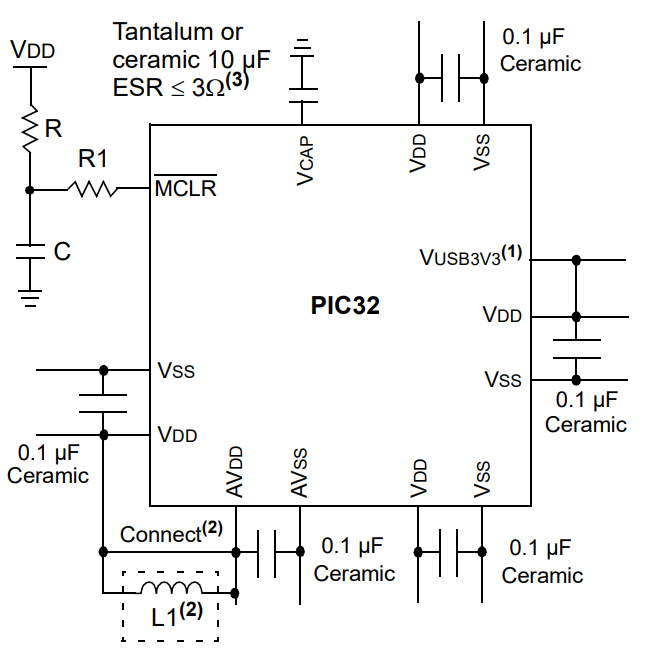 Tantalum or
ceramic 10 µF
ESR ≤ 3Ω(3)
0.1 µF
Ceramic
VDD
R
R1
C
MCLR
VCAP
VDD
VSS
VUSB3V3(1)
PIC32
VDD
VSS
0.1 µF
Ceramic
VSS
VDD
0.1 µF
Ceramic
AVDD
AVSS
VDD
VSS
Connect(2)
0.1 µF
Ceramic
0.1 µF
Ceramic
L1(2)